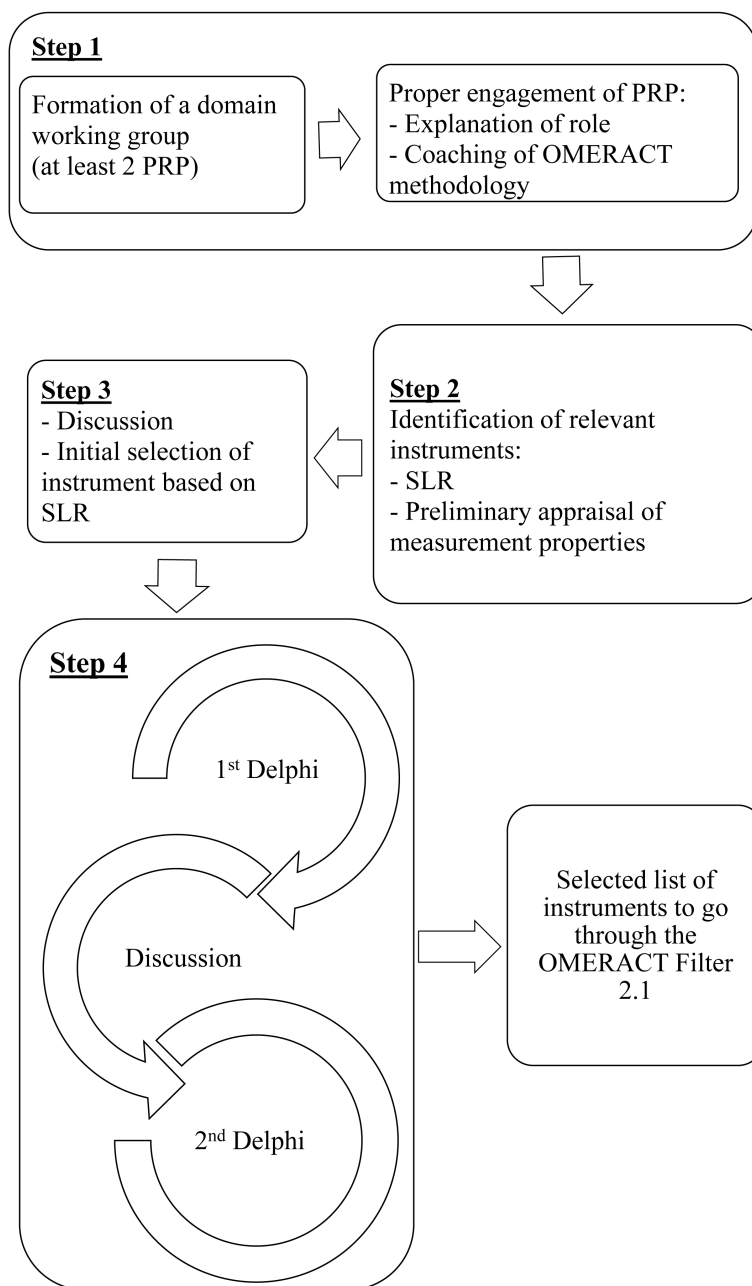 Step 1
Formation of a domain
working group
(at least 2 PRP)
Proper engagement of PRP:
- Explanation of role
- Coaching of OMERACT
methodology
Step 2
Identification of relevant
instruments:
- SLR
- Preliminary appraisal of
measurement properties
Step 3
- Discussion
- Initial selection of
instrument based on
SLR
Step 4
1st Delphi
Discussion
2nd Delphi
Selected list of
instruments to go
through the
OMERACT Filter
2.1